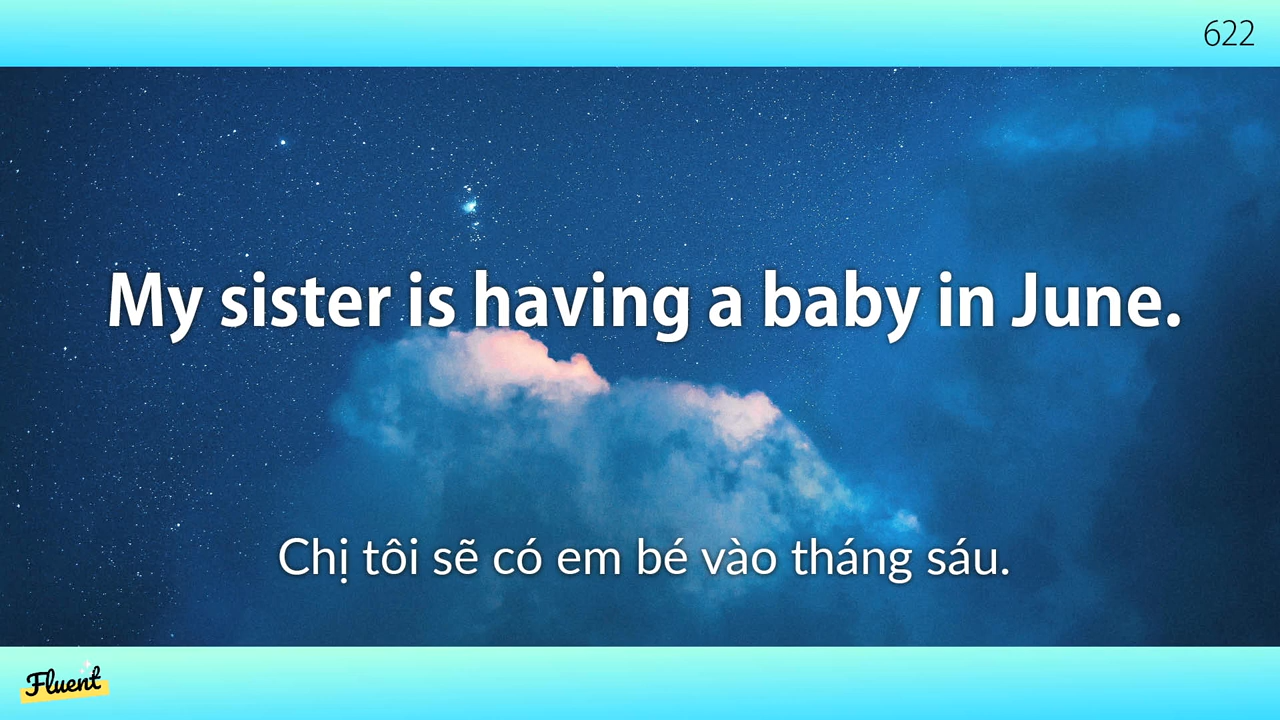 622
My sister is having a baby in June.
Chị tôi sẽ có em bé vào tháng sáu.
Fluent